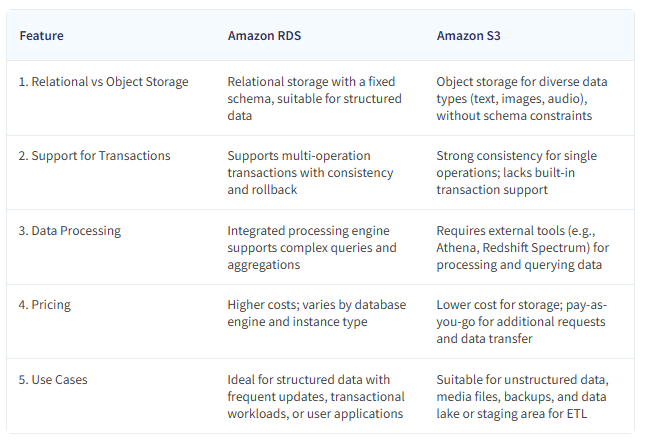 Feature Amazon RDS Amazon S3
1. Relational vs Object Storage
Relational storage with a fixed
schema, suitable for structured
data
Object storage for diverse data
types (text, images, audio),
without schema constraints
2. Support for Transactions
Supports multi-operation
transactions with consistency
and rollback
Strong consistency for single
operations; lacks built-in
transaction support
3. Data Processing
Integrated processing engine
supports complex queries and
aggregations
Requires external tools (e.g.,
Athena, Redshift Spectrum) for
processing and querying data
4. Pricing
Higher costs; varies by database
engine and instance type
Lower cost for storage; pay-as-
you-go for additional requests
and data transfer
5. Use Cases
Ideal for structured data with
frequent updates, transactional
workloads, or user applications
Suitable for unstructured data,
media files, backups, and data
lake or staging area for ETL